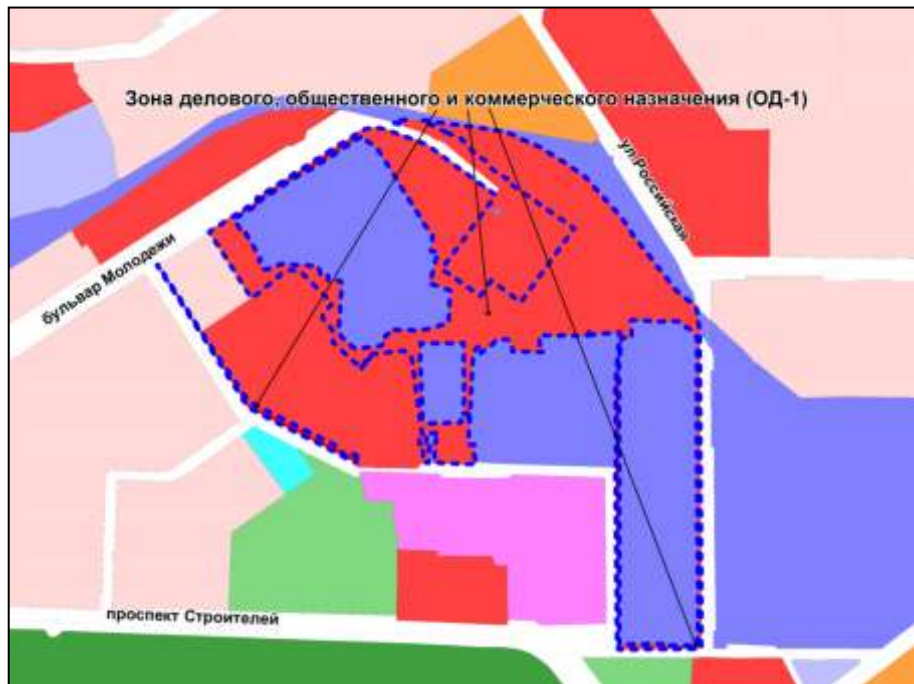 Зона делового, общественного и коммерческого назначения (ОД-1)
ул.Российская
бульвар Молодежи
проспект Строителей